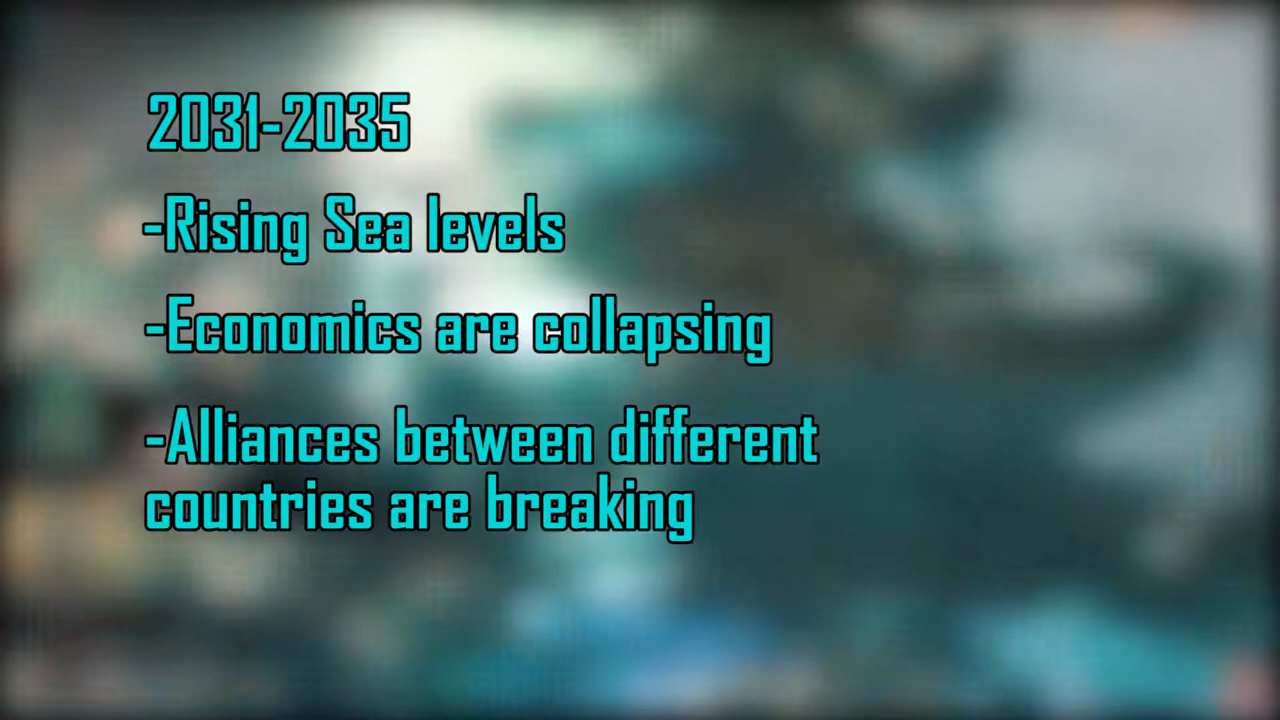 2031-2035
-Rising Sea levels
-Economics are collapsing
-Alliances between different
countries are breaking